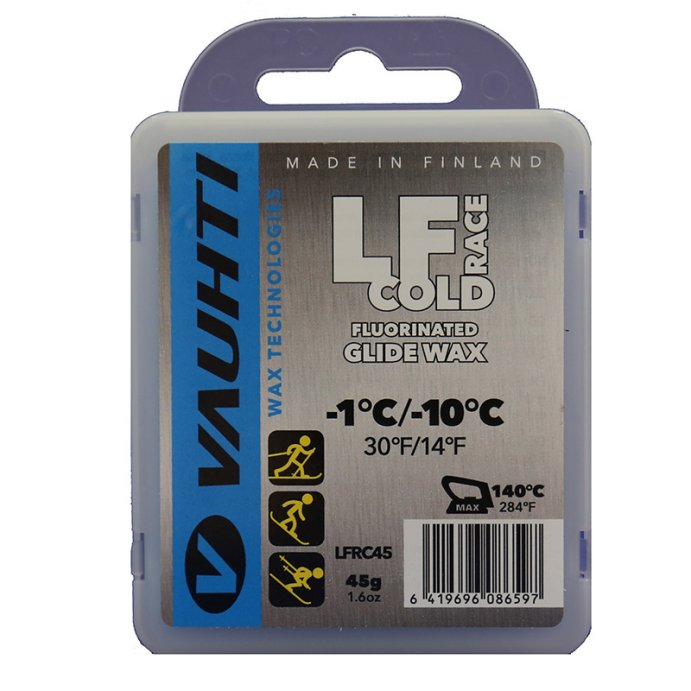 MADE IN FINLAND
VAUHTI
WAX TECHNOLOGIES
LF
RACE
COLD
FLUORINATED
GLIDE WAX
-1°C/-10°C
30°F/14°F
140°C
MAX
284°F
LFRC45
45g
1.6oz
6 419696 086597